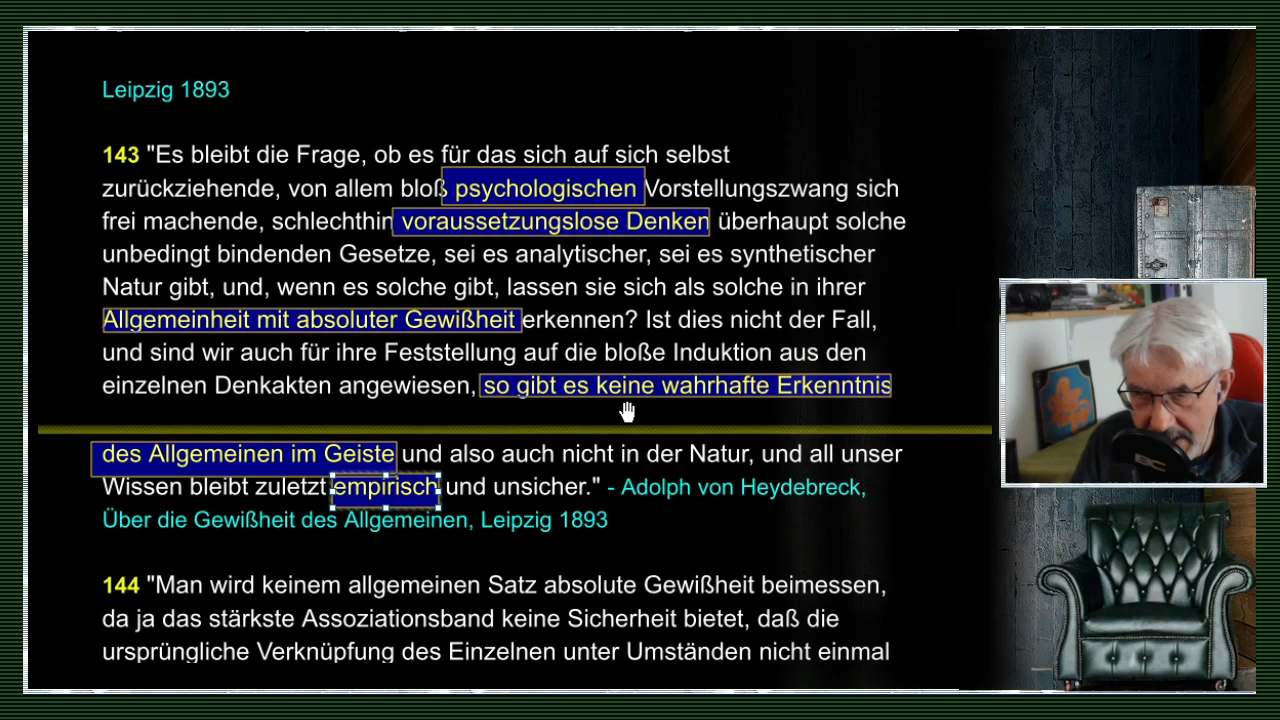 Leipzig 1893
143 "Es bleibt die Frage, ob es für das sich auf sich selbst
zurückziehende, von allem bloß psychologischen Vorstellungszwang sich
frei machende, schlechthin voraussetzungslose Denken überhaupt solche
unbedingt bindenden Gesetze, sei es analytischer, sei es synthetischer
Natur gibt, und, wenn es solche gibt, lassen sie sich als solche in ihrer
Allgemeinheit mit absoluter Gewißheit erkennen? Ist dies nicht der Fall,
und sind wir auch für ihre Feststellung auf die bloße Induktion aus den
einzelnen Denkakten angewiesen, so gibt es keine wahrhafte Erkenntnis
des Allgemeinen im Geiste und also auch nicht in der Natur, und all unser
Wissen bleibt zuletzt empirisch und unsicher." - Adolph von Heydebreck,
Über die Gewißheit des Allgemeinen, Leipzig 1893
144 "Man wird keinem allgemeinen Satz absolute Gewißheit beimessen,
da ja das stärkste Assoziationsband keine Sicherheit bietet, daß die
ursprüngliche Verknüpfung des Einzelnen unter Umständen nicht einmal